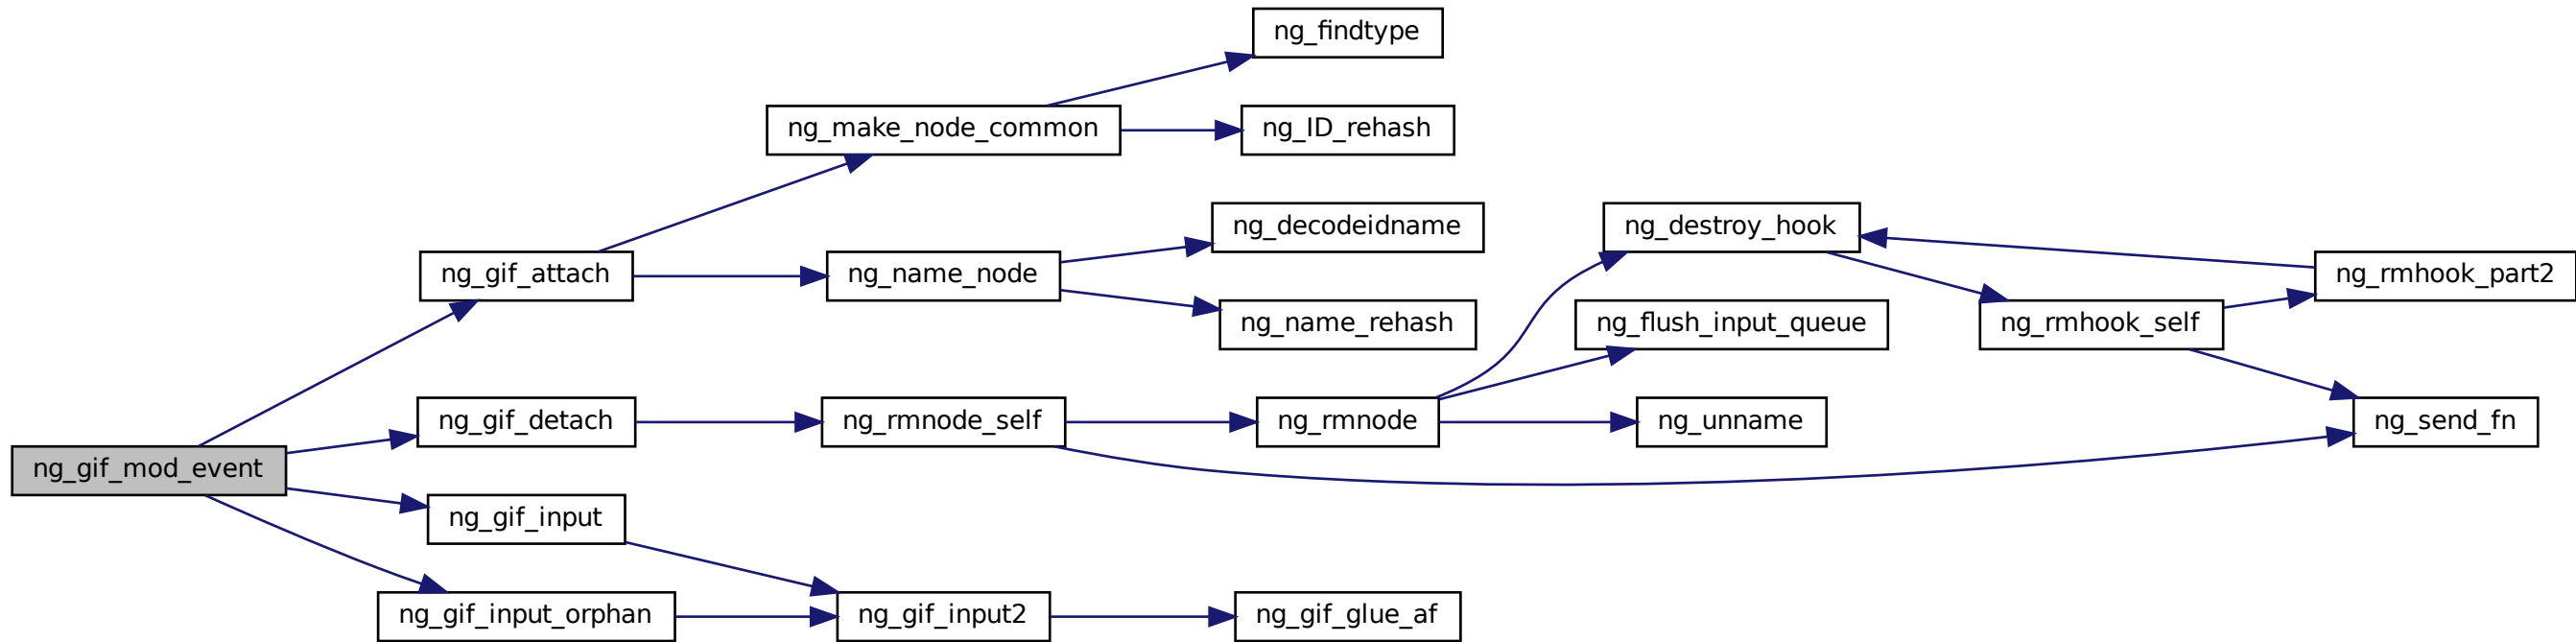 ng_findtype
ng_make_node_common
ng_ID_rehash
ng_decodeidname
ng_destroy_hook
ng_gif_attach
ng_name_node
ng_rmhook_part2
ng_name_rehash
ng_flush_input_queue
ng_rmhook_self
ng_gif_detach
ng_rmnode_self
ng_rmnode
ng_unname
ng_send_fn
ng_gif_mod_event
ng_gif_input
ng_gif_input_orphan
ng_gif_input2
ng_gif_glue_af